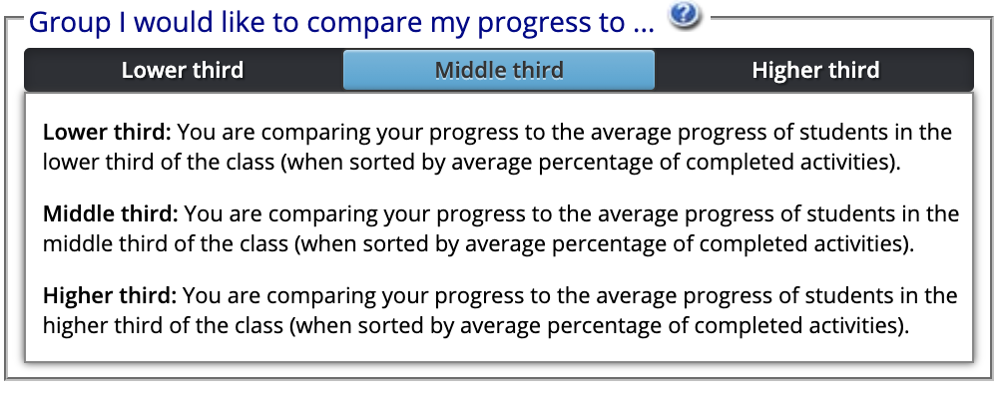 Group I would like to compare my progress to ... ?
Lower third Middle third Higher third
Lower third: You are comparing your progress to the average progress of students in the
lower third of the class (when sorted by average percentage of completed activities).
Middle third: You are comparing your progress to the average progress of students in the
middle third of the class (when sorted by average percentage of completed activities).
Higher third: You are comparing your progress to the average progress of students in the
higher third of the class (when sorted by average percentage of completed activities).